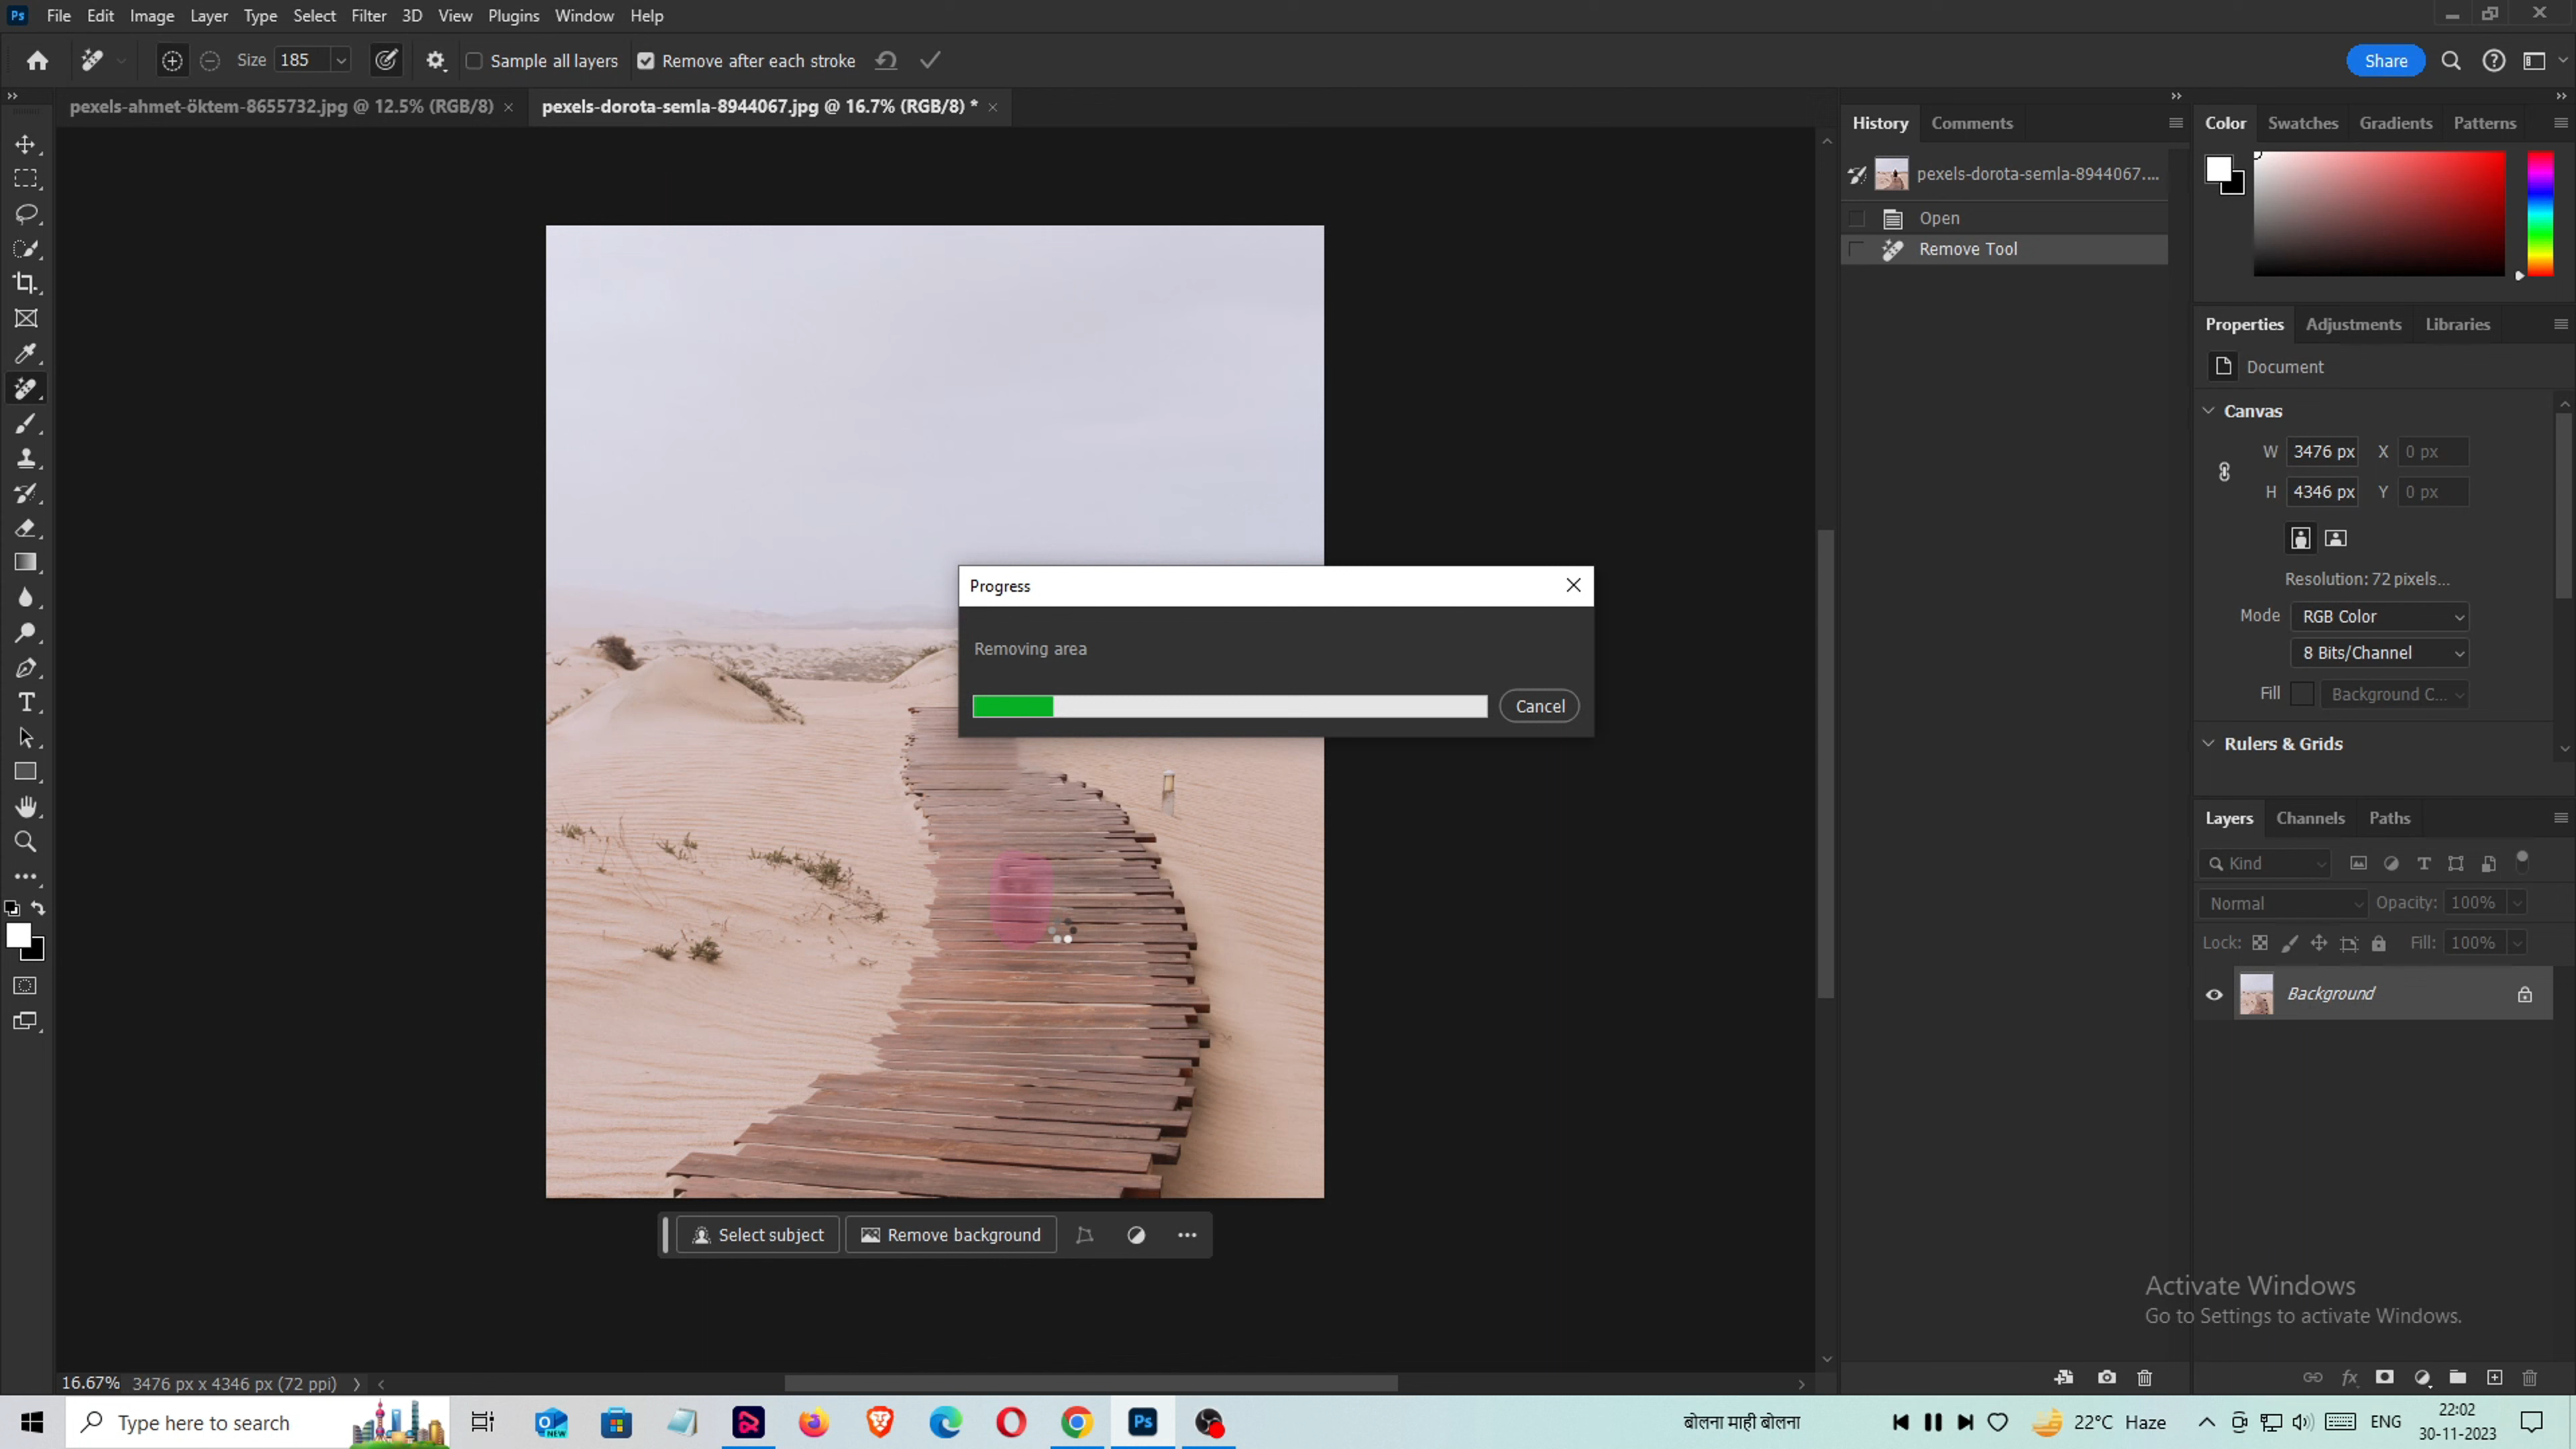 Ps File Edit Image Layer Type Select Filter 3D View Plugins Window Help
Size 185 Sample all layers Remove after each stroke Share
pexels-ahmet-öktem-8655732.jpg @ 12.5% (RGB/8) × pexels-dorota-semla-8944067.jpg @ 16.7% (RGB/8) * ×
History Comments
pexels-dorota-semla-8944067....
Open
Remove Tool
Color Swatches Gradients Patterns
Properties Adjustments Libraries
Document
Canvas
W 3476 px X 0 px
H 4346 px Y 0 px
Resolution: 72 pixels...
Mode RGB Color
8 Bits/Channel
Fill Background C...
Rulers & Grids
Progress
Removing area
Cancel
Layers Channels Paths
Kind
Normal Opacity: 100%
Lock: Fill: 100%
Background
Select subject Remove background
Activate Windows
Go to Settings to activate Windows.
16.67% 3476 px x 4346 px (72 ppi)
Type here to search
NEW
Ps
बोलना माही बोलना
22°C Haze
ENG
22:02
30-11-2023